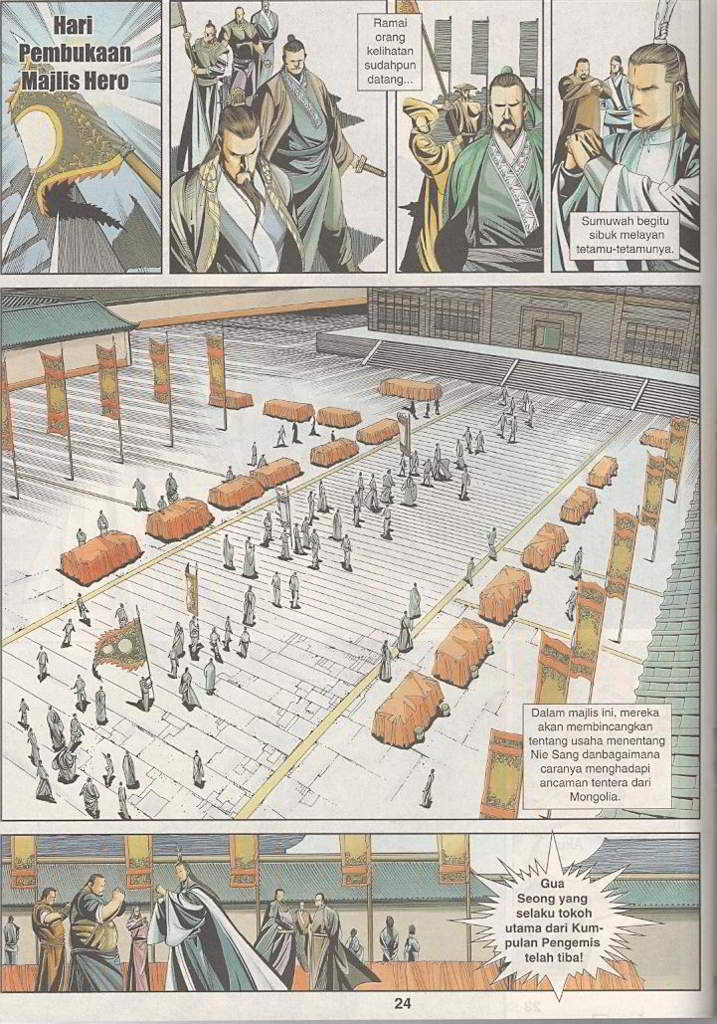 Hari
Pembukaan
Majlis Hero
Ramai
orang
kelihatan
sudahpun
datang...
Sumuwah begitu
sibuk melayan
tetamu-tetamunya.
Dalam majlis ini, mereka
akan membincangkan
tentang usaha menentang
Nie Sang danbagaimana
caranya menghadapi
ancaman tentera dari
Mongolia.
Gua
Seong yang
selaku tokoh
utama dari Kum-
pulan Pengemis
telah tiba!
24